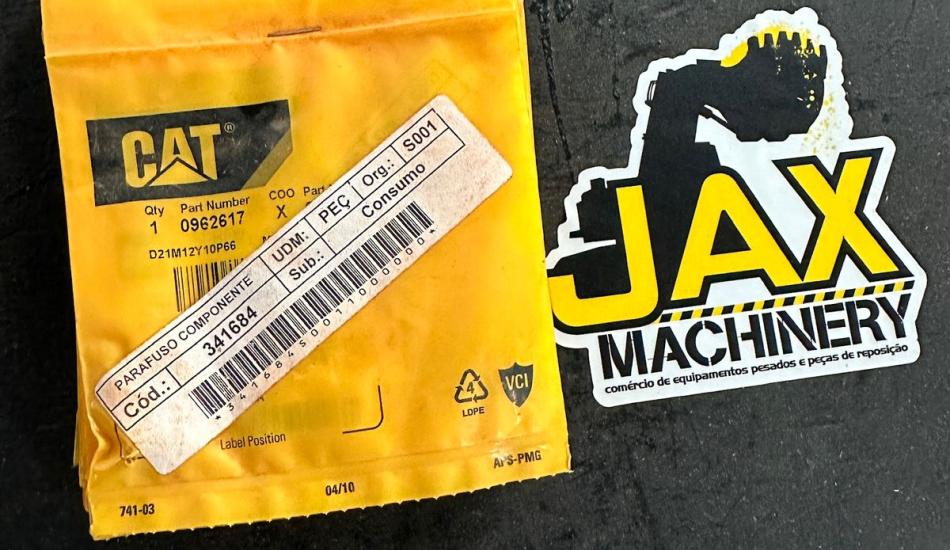 CAT®
Qty Part Number COO Part
1 0962617 X
D21M12Y10P66
PARAFUSO COMPONENTE UDM: PEÇ Org.: S001
Cód.: 341684 Sub.: Consumo
*3416845001100000*
Label Position
4
LDPE
VCI
APS-PMG
741-03
04/10
JAX
MACHINERY
comércio de equipamentos pesados e peças de reposição